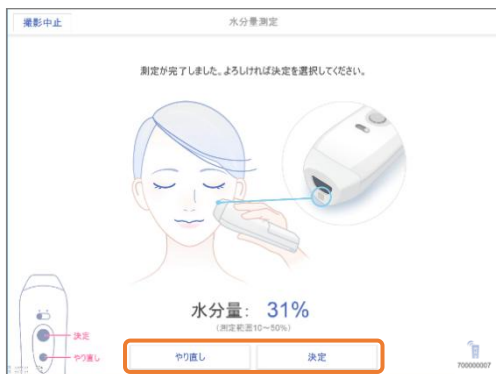 撮影中止
水分量測定
測定が完了しました。よろしければ決定を選択してください。
水分量: 31%
(測定範囲10~50%)
決定
やり直し
やり直し
決定
700000007